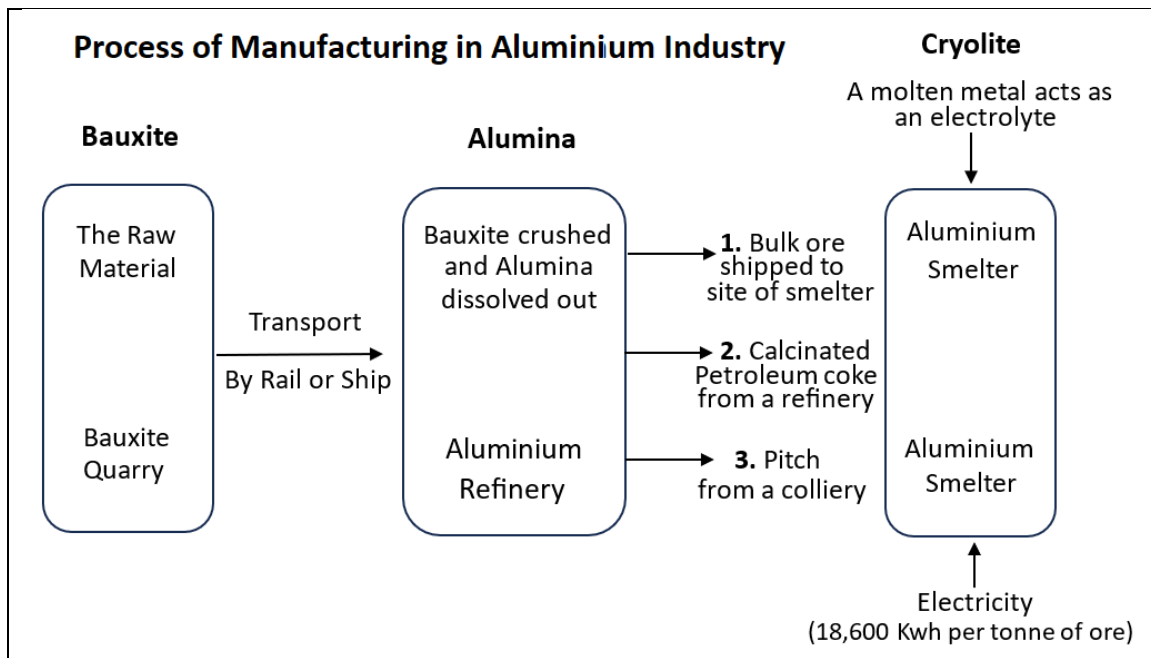 Process of Manufacturing in Aluminium Industry
Cryolite
A molten metal acts as
an electrolyte
Bauxite
The Raw
Material
Bauxite
Quarry
Transport
By Rail or Ship
Alumina
Bauxite crushed
and Alumina
dissolved out
Aluminium
Refinery
1. Bulk ore
shipped to
site of smelter
2. Calcinated
Petroleum coke
from a refinery
3. Pitch
from a colliery
Aluminium
Smelter
Aluminium
Smelter
Electricity
(18,600 Kwh per tonne of ore)